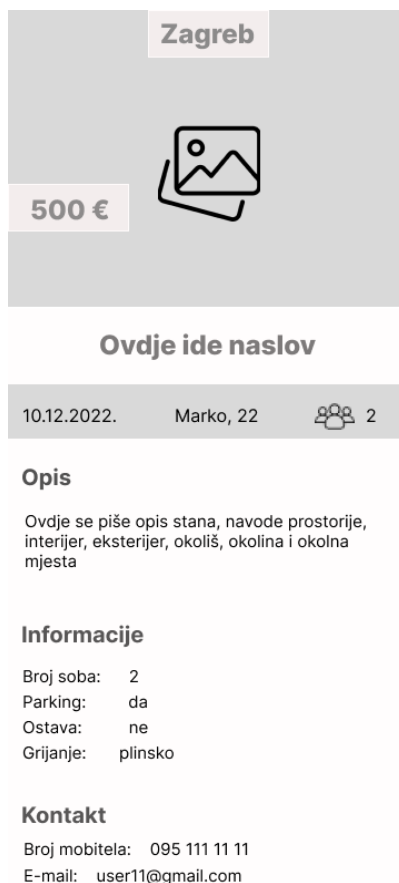 Zagreb
500 €
Ovdje ide naslov
10.12.2022. Marko, 22 2
Opis
Ovdje se piše opis stana, navode prostorije,
interijer, eksterijer, okoliš, okolina i okolna
mjesta
Informacije
Broj soba: 2
Parking: da
Ostava: ne
Grijanje: plinsko
Kontakt
Broj mobitela: 095 111 11 11
E-mail: user11@gmail.com